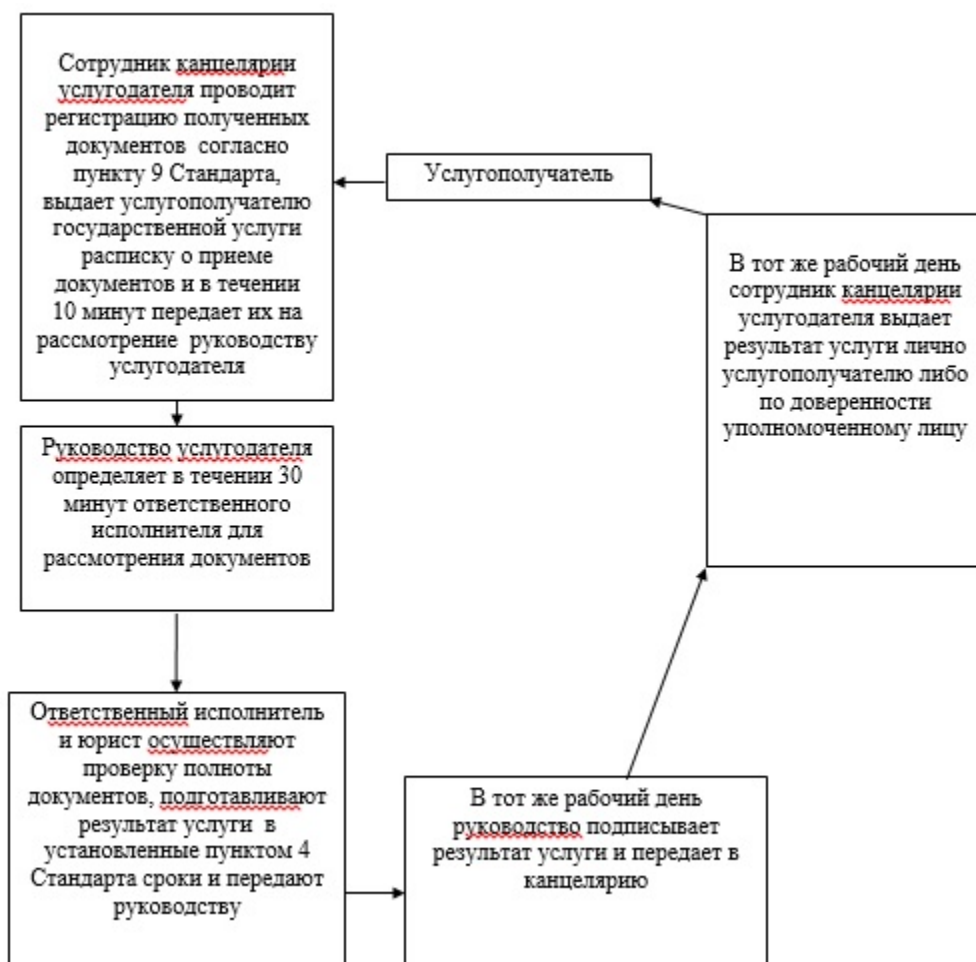 Сотрудник канцелярии
услугодателя проводит
регистрацию полученных
документов согласно
пункту 9 Стандарта,
выдает услугополучателю
государственной услуги
расписку о приеме
документов и в течении
10 минут передает их на
рассмотрение руководству
услугодателя
Услугополучатель
В тот же рабочий день
сотрудник канцелярии
услугодателя выдает
результат услуги лично
услугополучателю либо
по доверенности
уполномоченному лицу
Руководство услугодателя
определяет в течении 30
минут ответственного
исполнителя для
рассмотрения документов
Ответственный исполнитель
и юрист осуществляют
проверку полноты
документов, подготавливают
результат услуги в
установленные пунктом 4
Стандарта сроки и передают
руководству
В тот же рабочий день
руководство подписывает
результат услуги и передает в
канцелярию